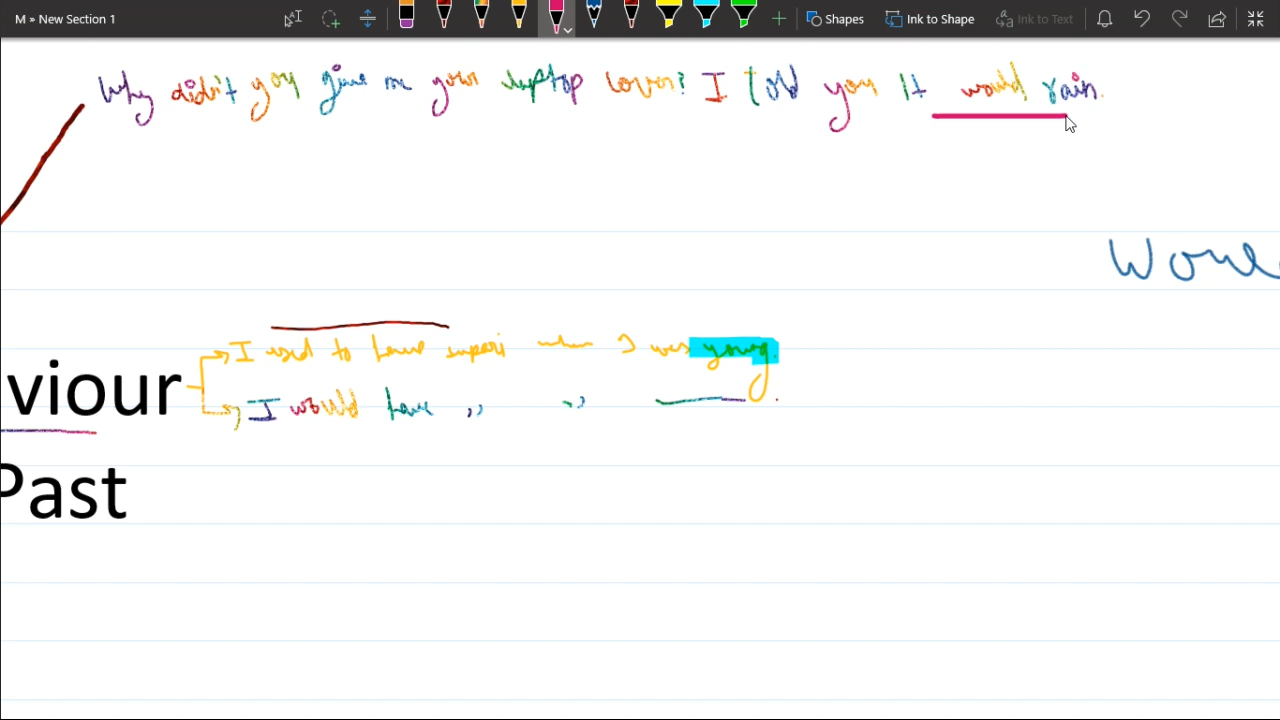 M » New Section 1
Shapes
Ink to Shape
Ink to Text
Why didn't you give me your laptop cover? I told you It would rain.
Woul
I used to have supari when I was young.
I would have ,, ,,
viour
Past